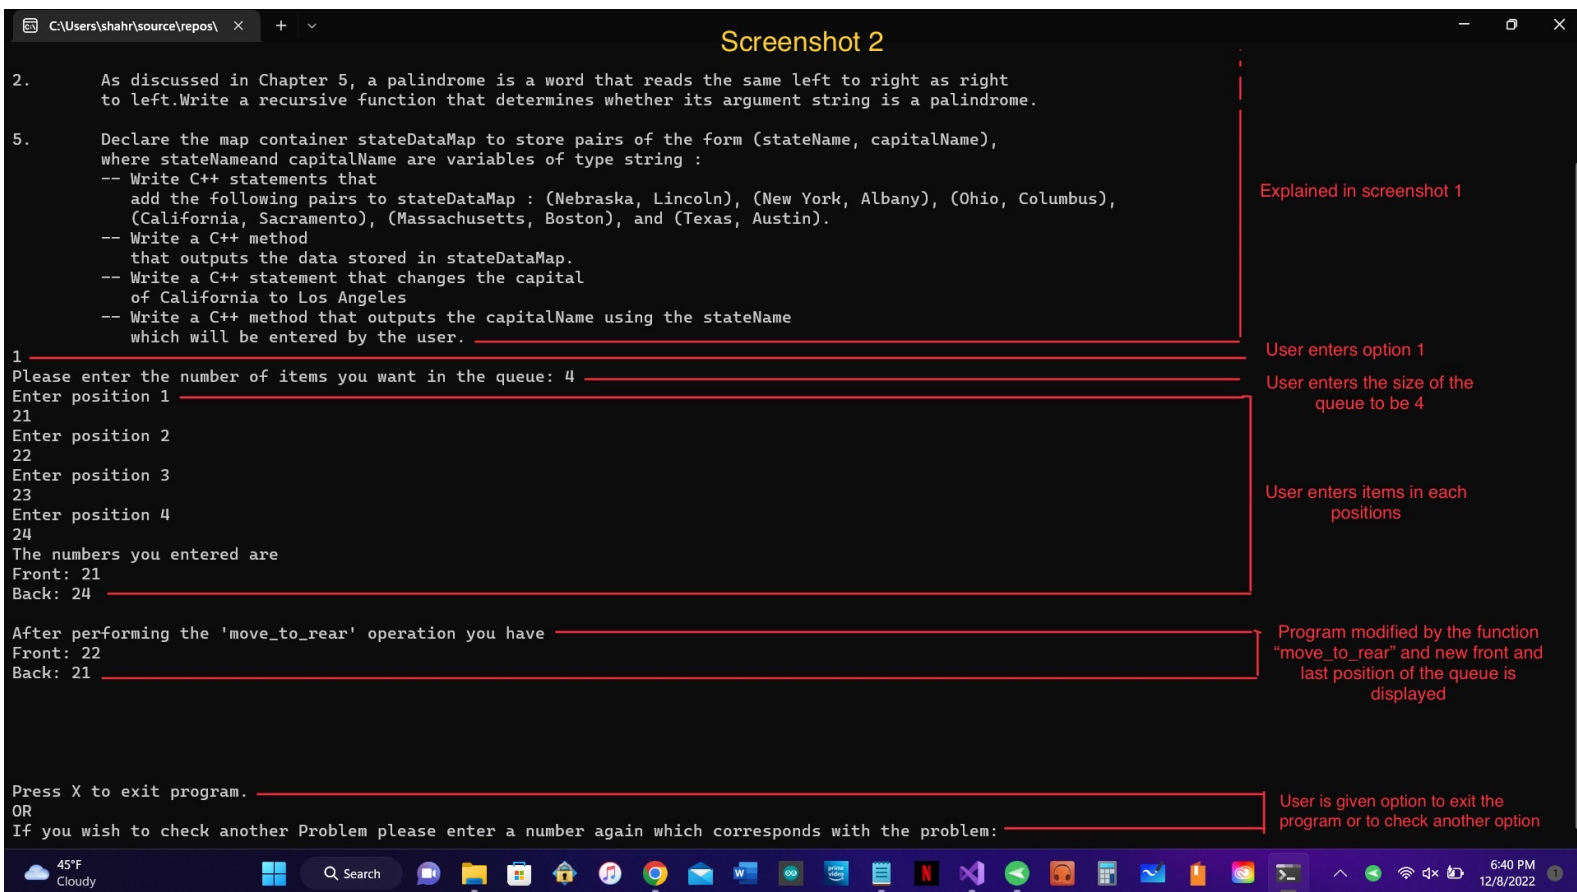 C:\Users\shahr\source\repos\
Screenshot 2
2. As discussed in Chapter 5, a palindrome is a word that reads the same left to right as right
to left.Write a recursive function that determines whether its argument string is a palindrome.
5. Declare the map container stateDataMap to store pairs of the form (stateName, capitalName),
where stateNameand capitalName are variables of type string :
-- Write C++ statements that
add the following pairs to stateDataMap : (Nebraska, Lincoln), (New York, Albany), (Ohio, Columbus),
(California, Sacramento), (Massachusetts, Boston), and (Texas, Austin).
-- Write a C++ method
that outputs the data stored in stateDataMap.
-- Write a C++ statement that changes the capital
of California to Los Angeles
-- Write a C++ method that outputs the capitalName using the stateName
which will be entered by the user.
Explained in screenshot 1
1
User enters option 1
Please enter the number of items you want in the queue: 4
User enters the size of the
queue to be 4
Enter position 1
21
Enter position 2
22
Enter position 3
23
Enter position 4
24
The numbers you entered are
Front: 21
Back: 24
User enters items in each
positions
After performing the 'move_to_rear' operation you have
Front: 22
Back: 21
Program modified by the function
“move_to_rear” and new front and
last position of the queue is
displayed
Press X to exit program.
OR
If you wish to check another Problem please enter a number again which corresponds with the problem:
User is given option to exit the
program or to check another option
45°F
Cloudy
Search
prime video
N
6:40 PM
12/8/2022
1